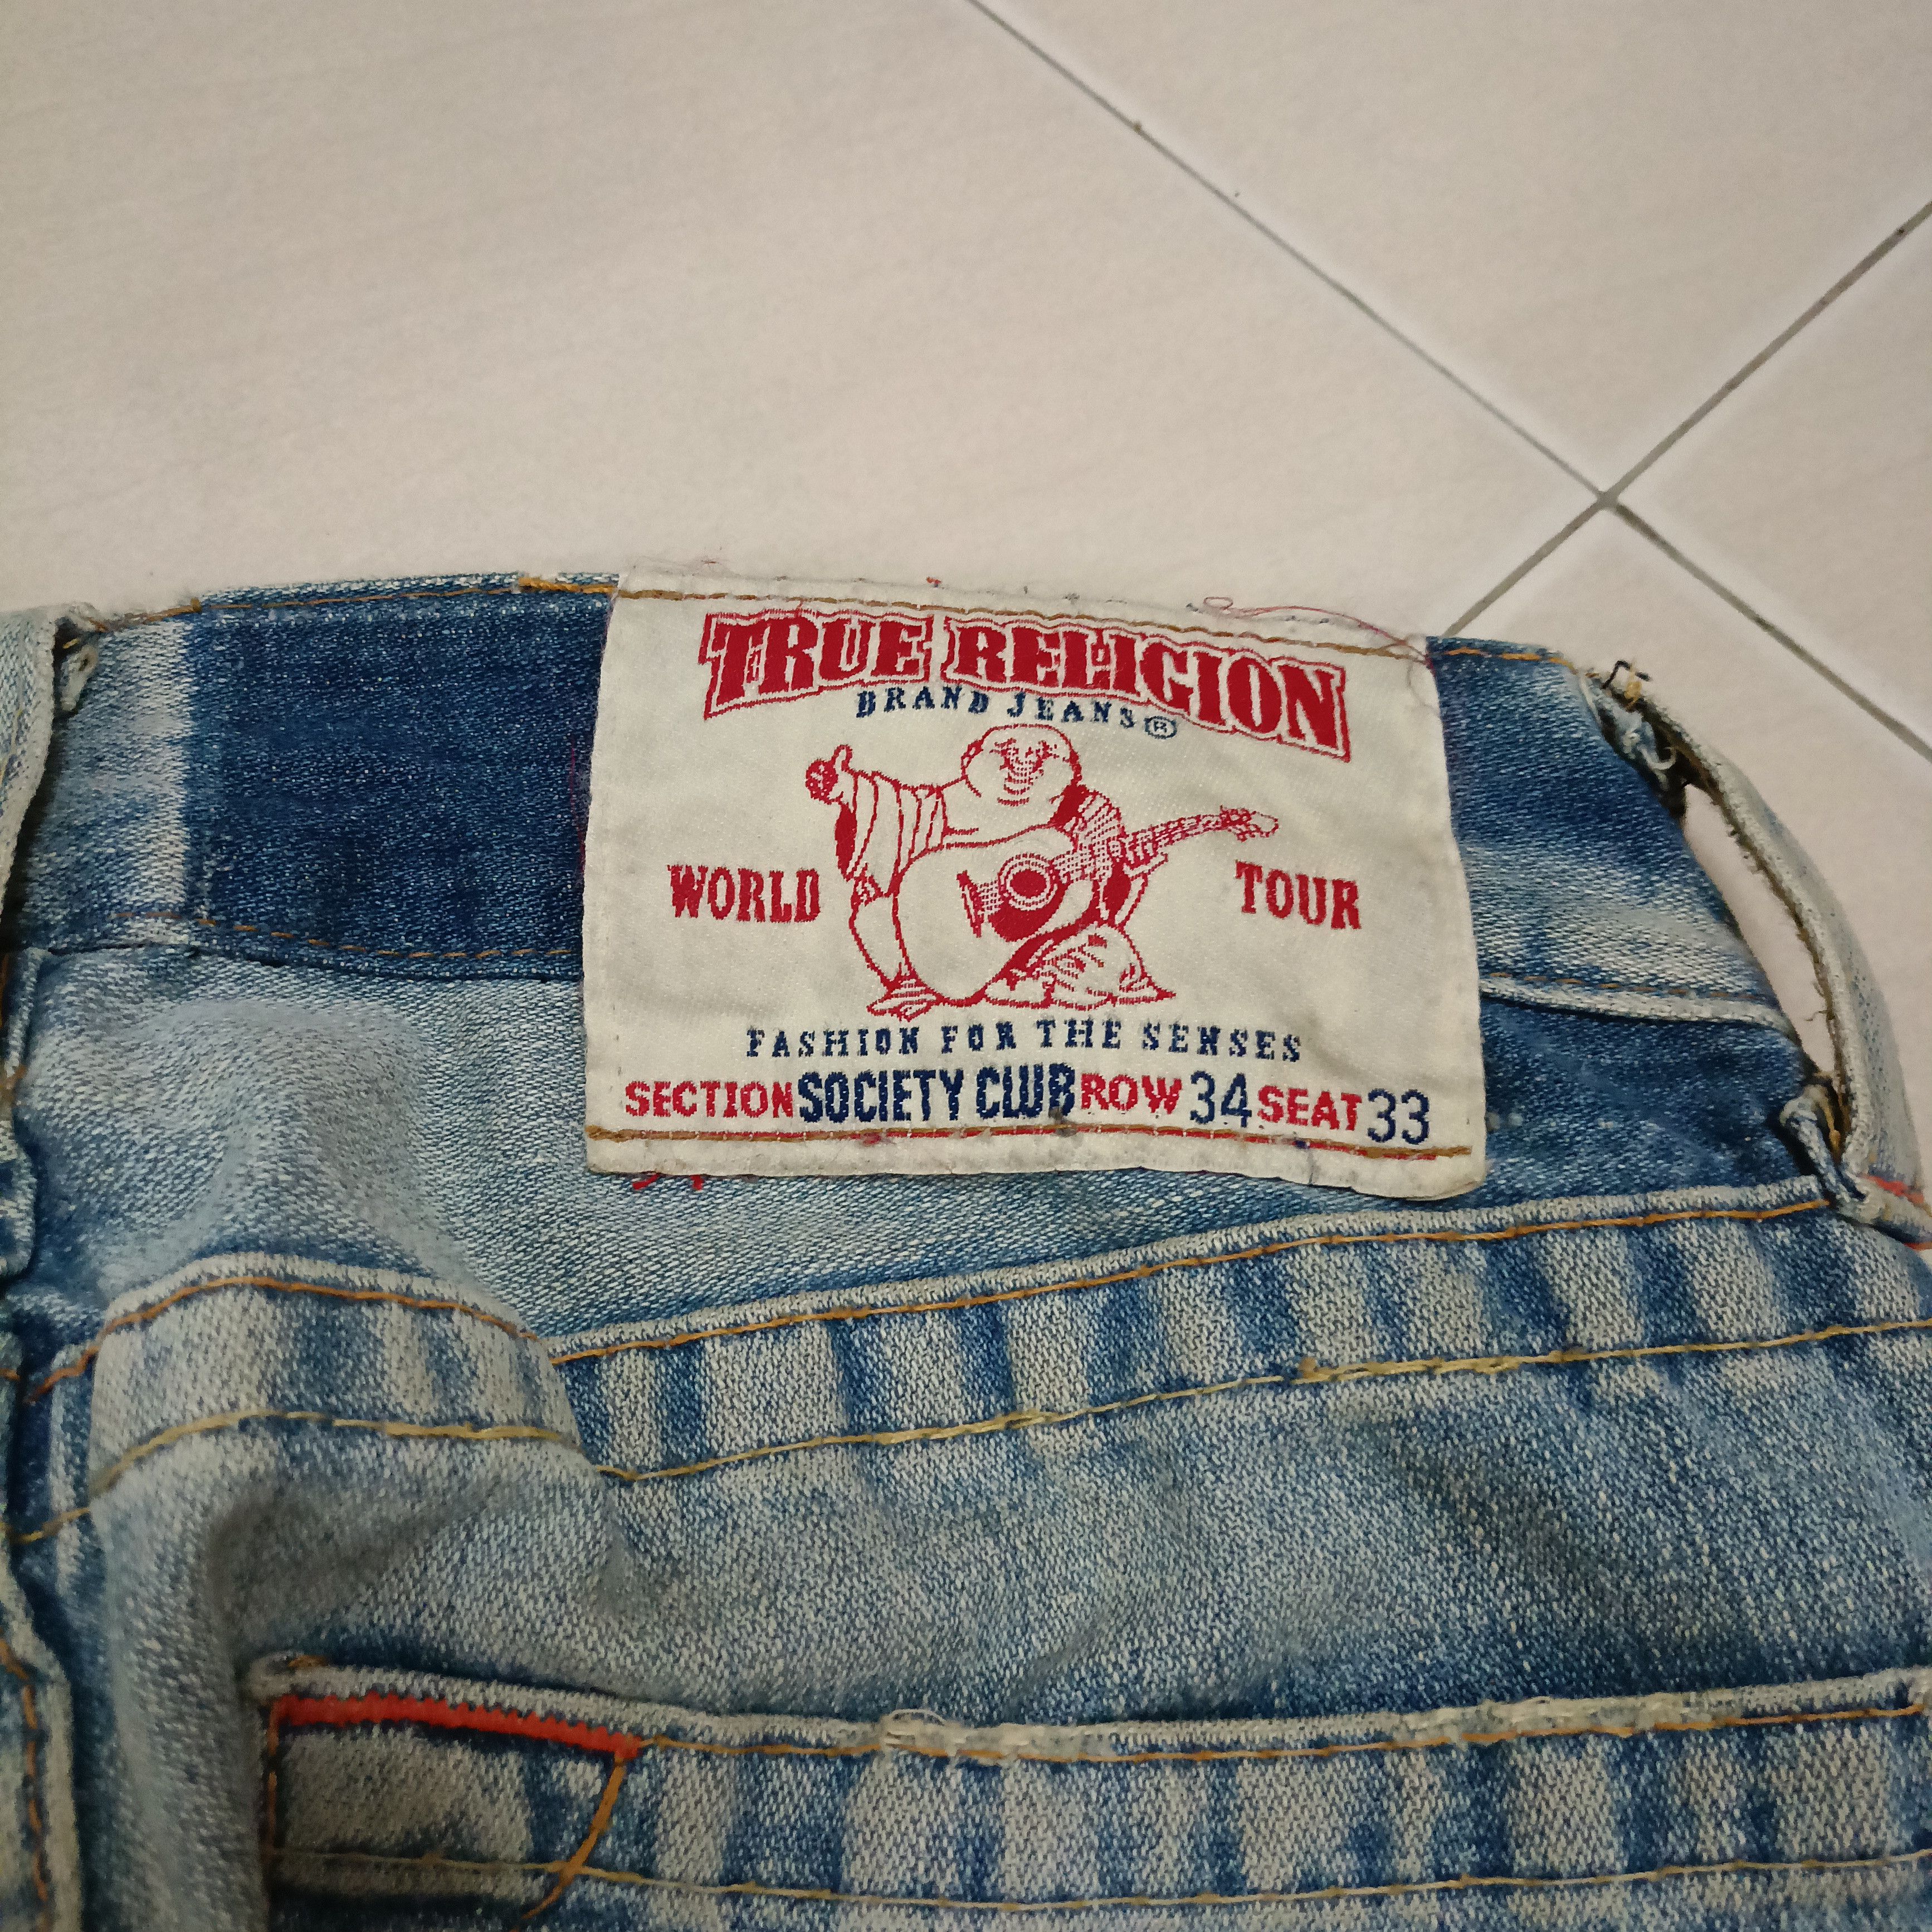 TRUE RELIGION
BRAND JEANS®
WORLD TOUR
FASHION FOR THE SENSES
SECTION SOCIETY CLUB ROW 34 SEAT 33